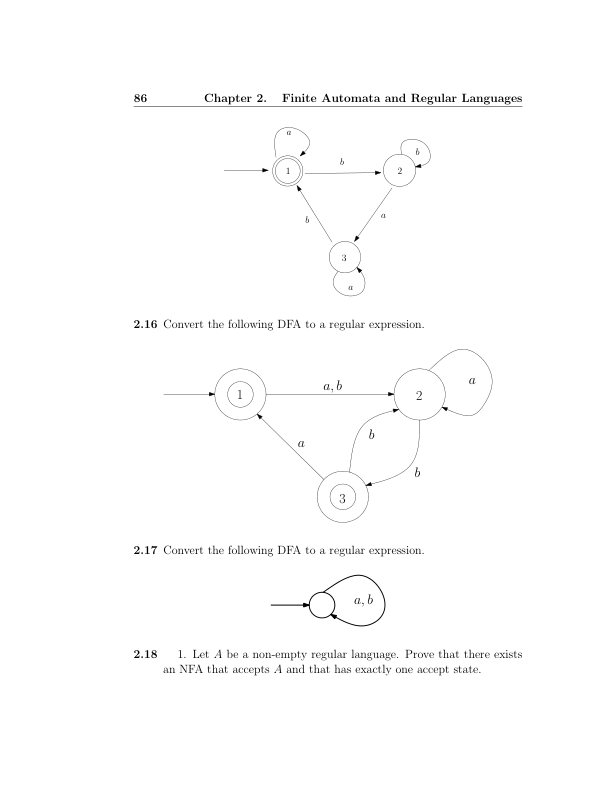 86 Chapter 2. Finite Automata and Regular Languages
a
1
b
2
b
b
a
3
a
2.16 Convert the following DFA to a regular expression.
1
a, b
2
a
a
b
b
3
2.17 Convert the following DFA to a regular expression.
a, b
2.18 1. Let A be a non-empty regular language. Prove that there exists
an NFA that accepts A and that has exactly one accept state.